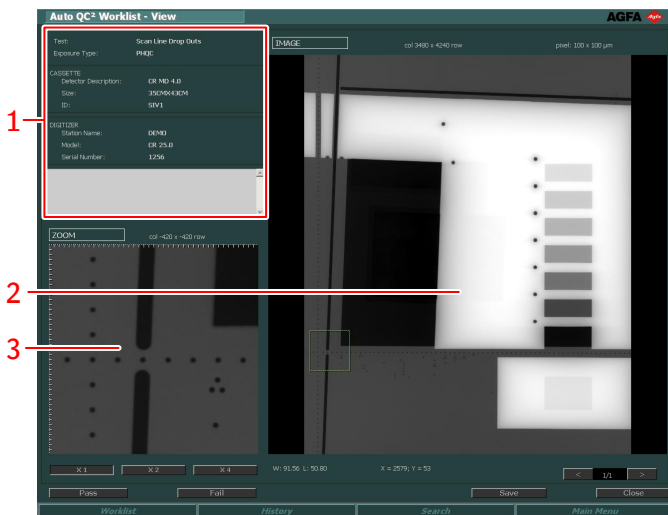 Auto QC² Worklist - View
AGFA
Agfa
Test: Scan Line Drop Outs
Exposure Type: PHQC
CASSETTE
Detector Description: CR MD 4.0
Size: 35CMX43CM
ID: SIV1
DIGITIZER
Station Name: DEMO
Model: CR 25.0
Serial Number: 1256
1
IMAGE
col 3480 x 4240 row
pixel: 100 x 100 µm
ZOOM
col -420 x -420 row
2
3
X 1
X 2
X 4
W: 91.56 L: 50.80
X = 2579; Y = 53
<
1/1
>
Pass
Fail
Save
Close
Worklist
History
Search
Main Menu